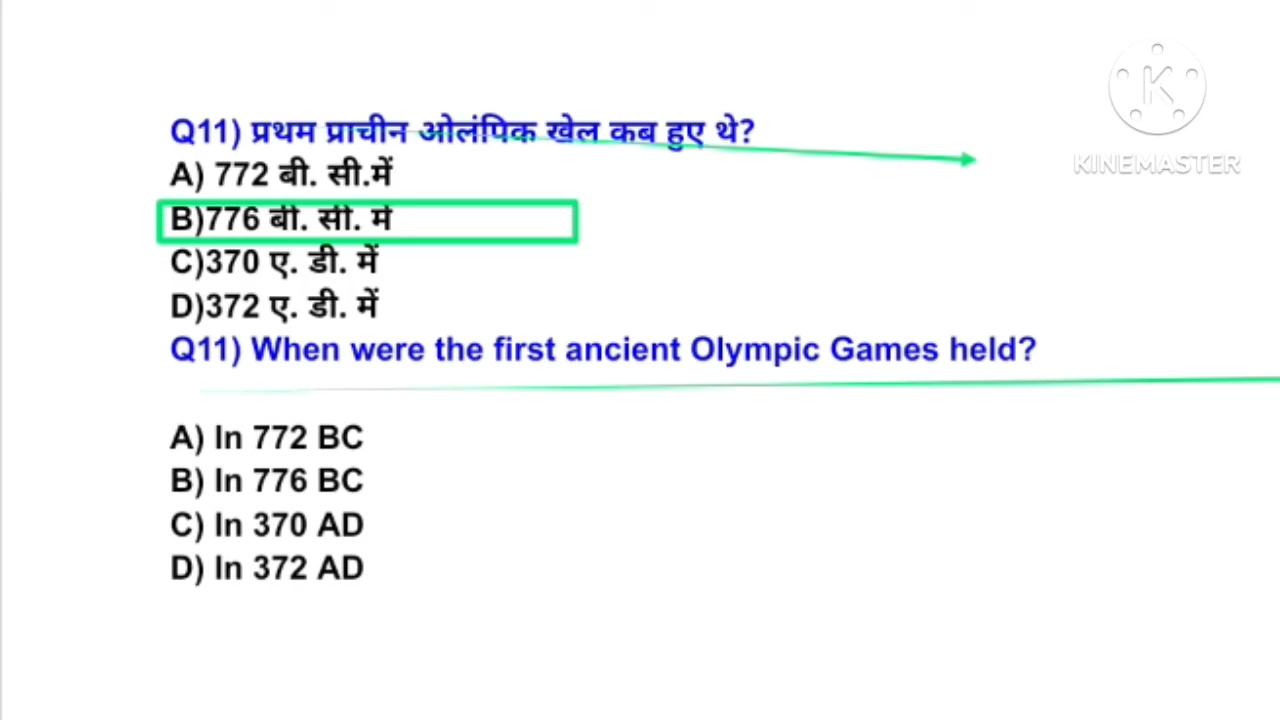 Q11) प्रथम प्राचीन ओलंपिक खेल कब हुए थे?
A) 772 बी. सी.में
B)776 बी. सी. में
C)370 ए. डी. में
D)372 ए. डी. में
Q11) When were the first ancient Olympic Games held?
A) In 772 BC
B) In 776 BC
C) In 370 AD
D) In 372 AD
K
KINEMASTER